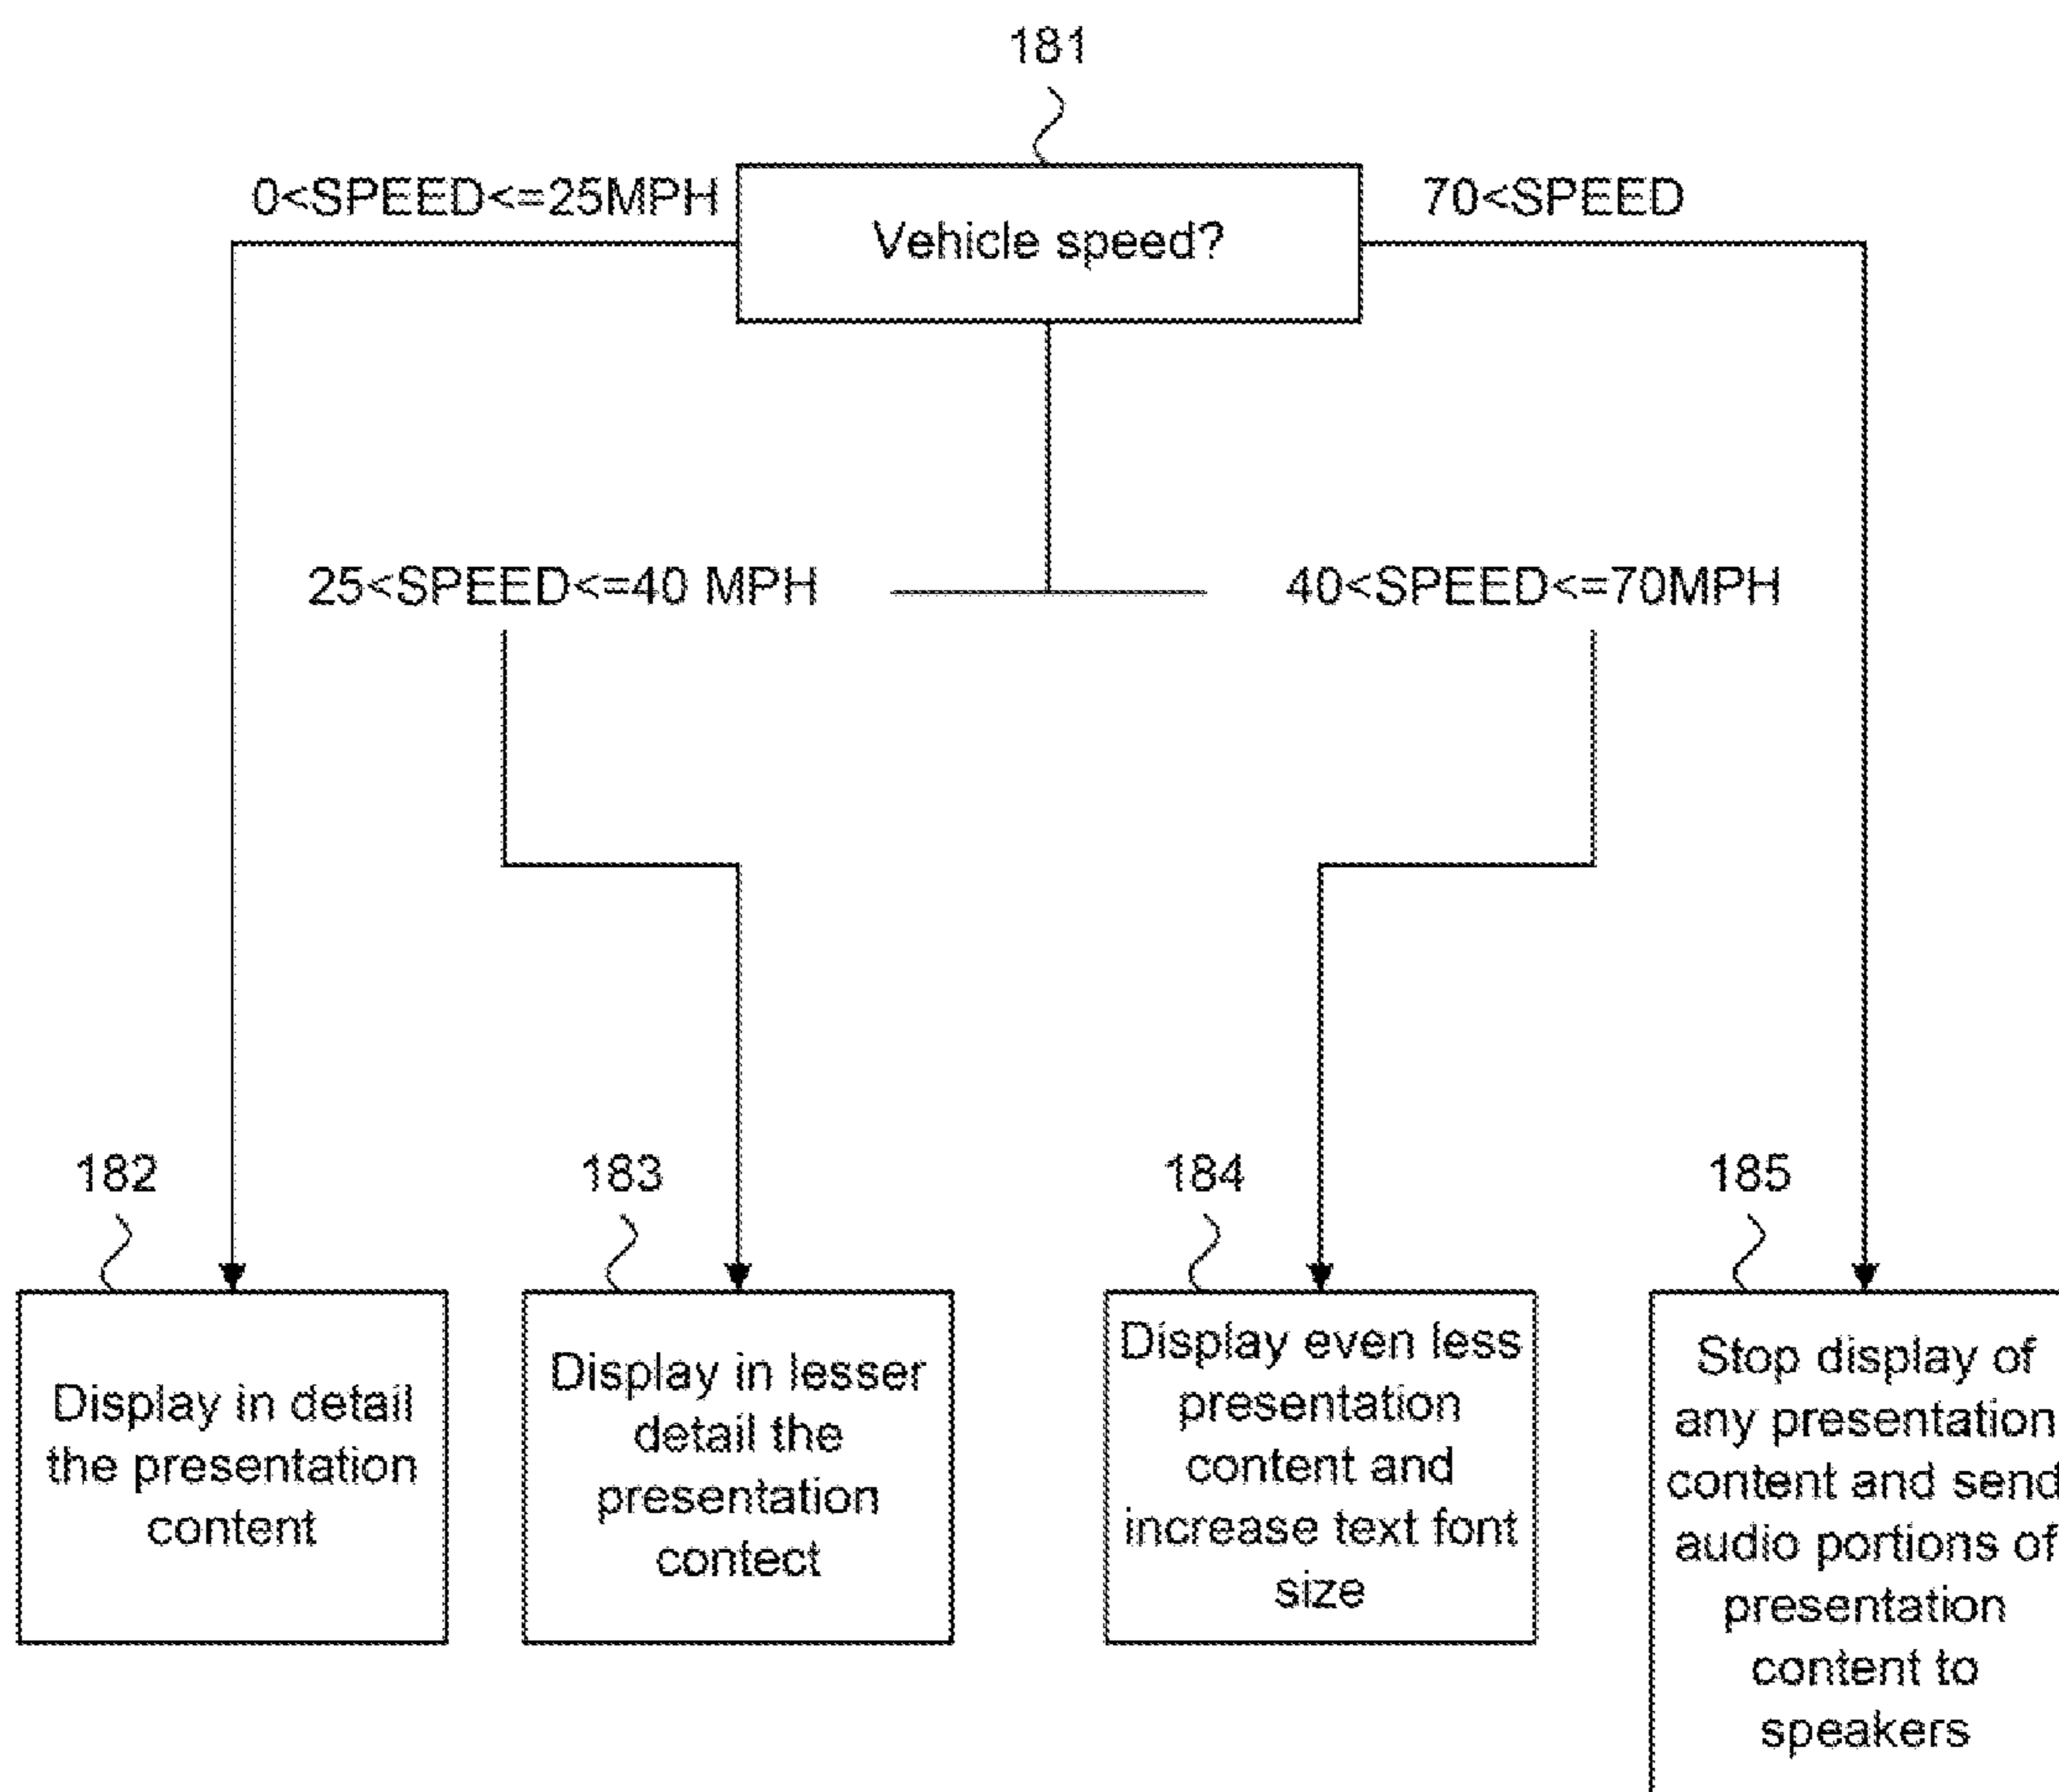 181
0<SPEED<=25MPH
Vehicle speed?
70<SPEED
25<SPEED<=40 MPH
40<SPEED<=70MPH
182
183
184
185
Display in detail
the presentation
content
Display in lesser
detail the
presentation
contect
Display even less
presentation
content and
increase text font
size
Stop display of
any presentation
content and send
audio portions of
presentation
content to
speakers